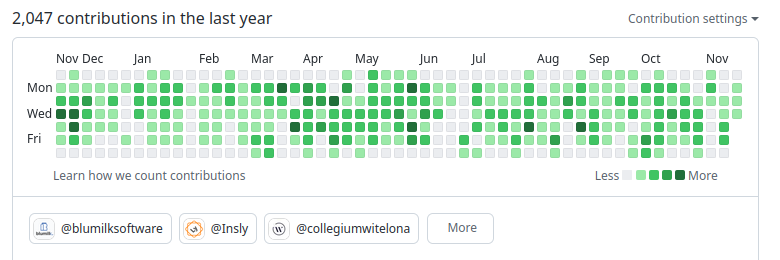 2,047 contributions in the last year
Contribution settings
Nov Dec Jan Feb Mar Apr May Jun Jul Aug Sep Oct Nov
Mon
Wed
Fri
Learn how we count contributions
Less More
@blumilksoftware @Insly @collegiumwitelona More